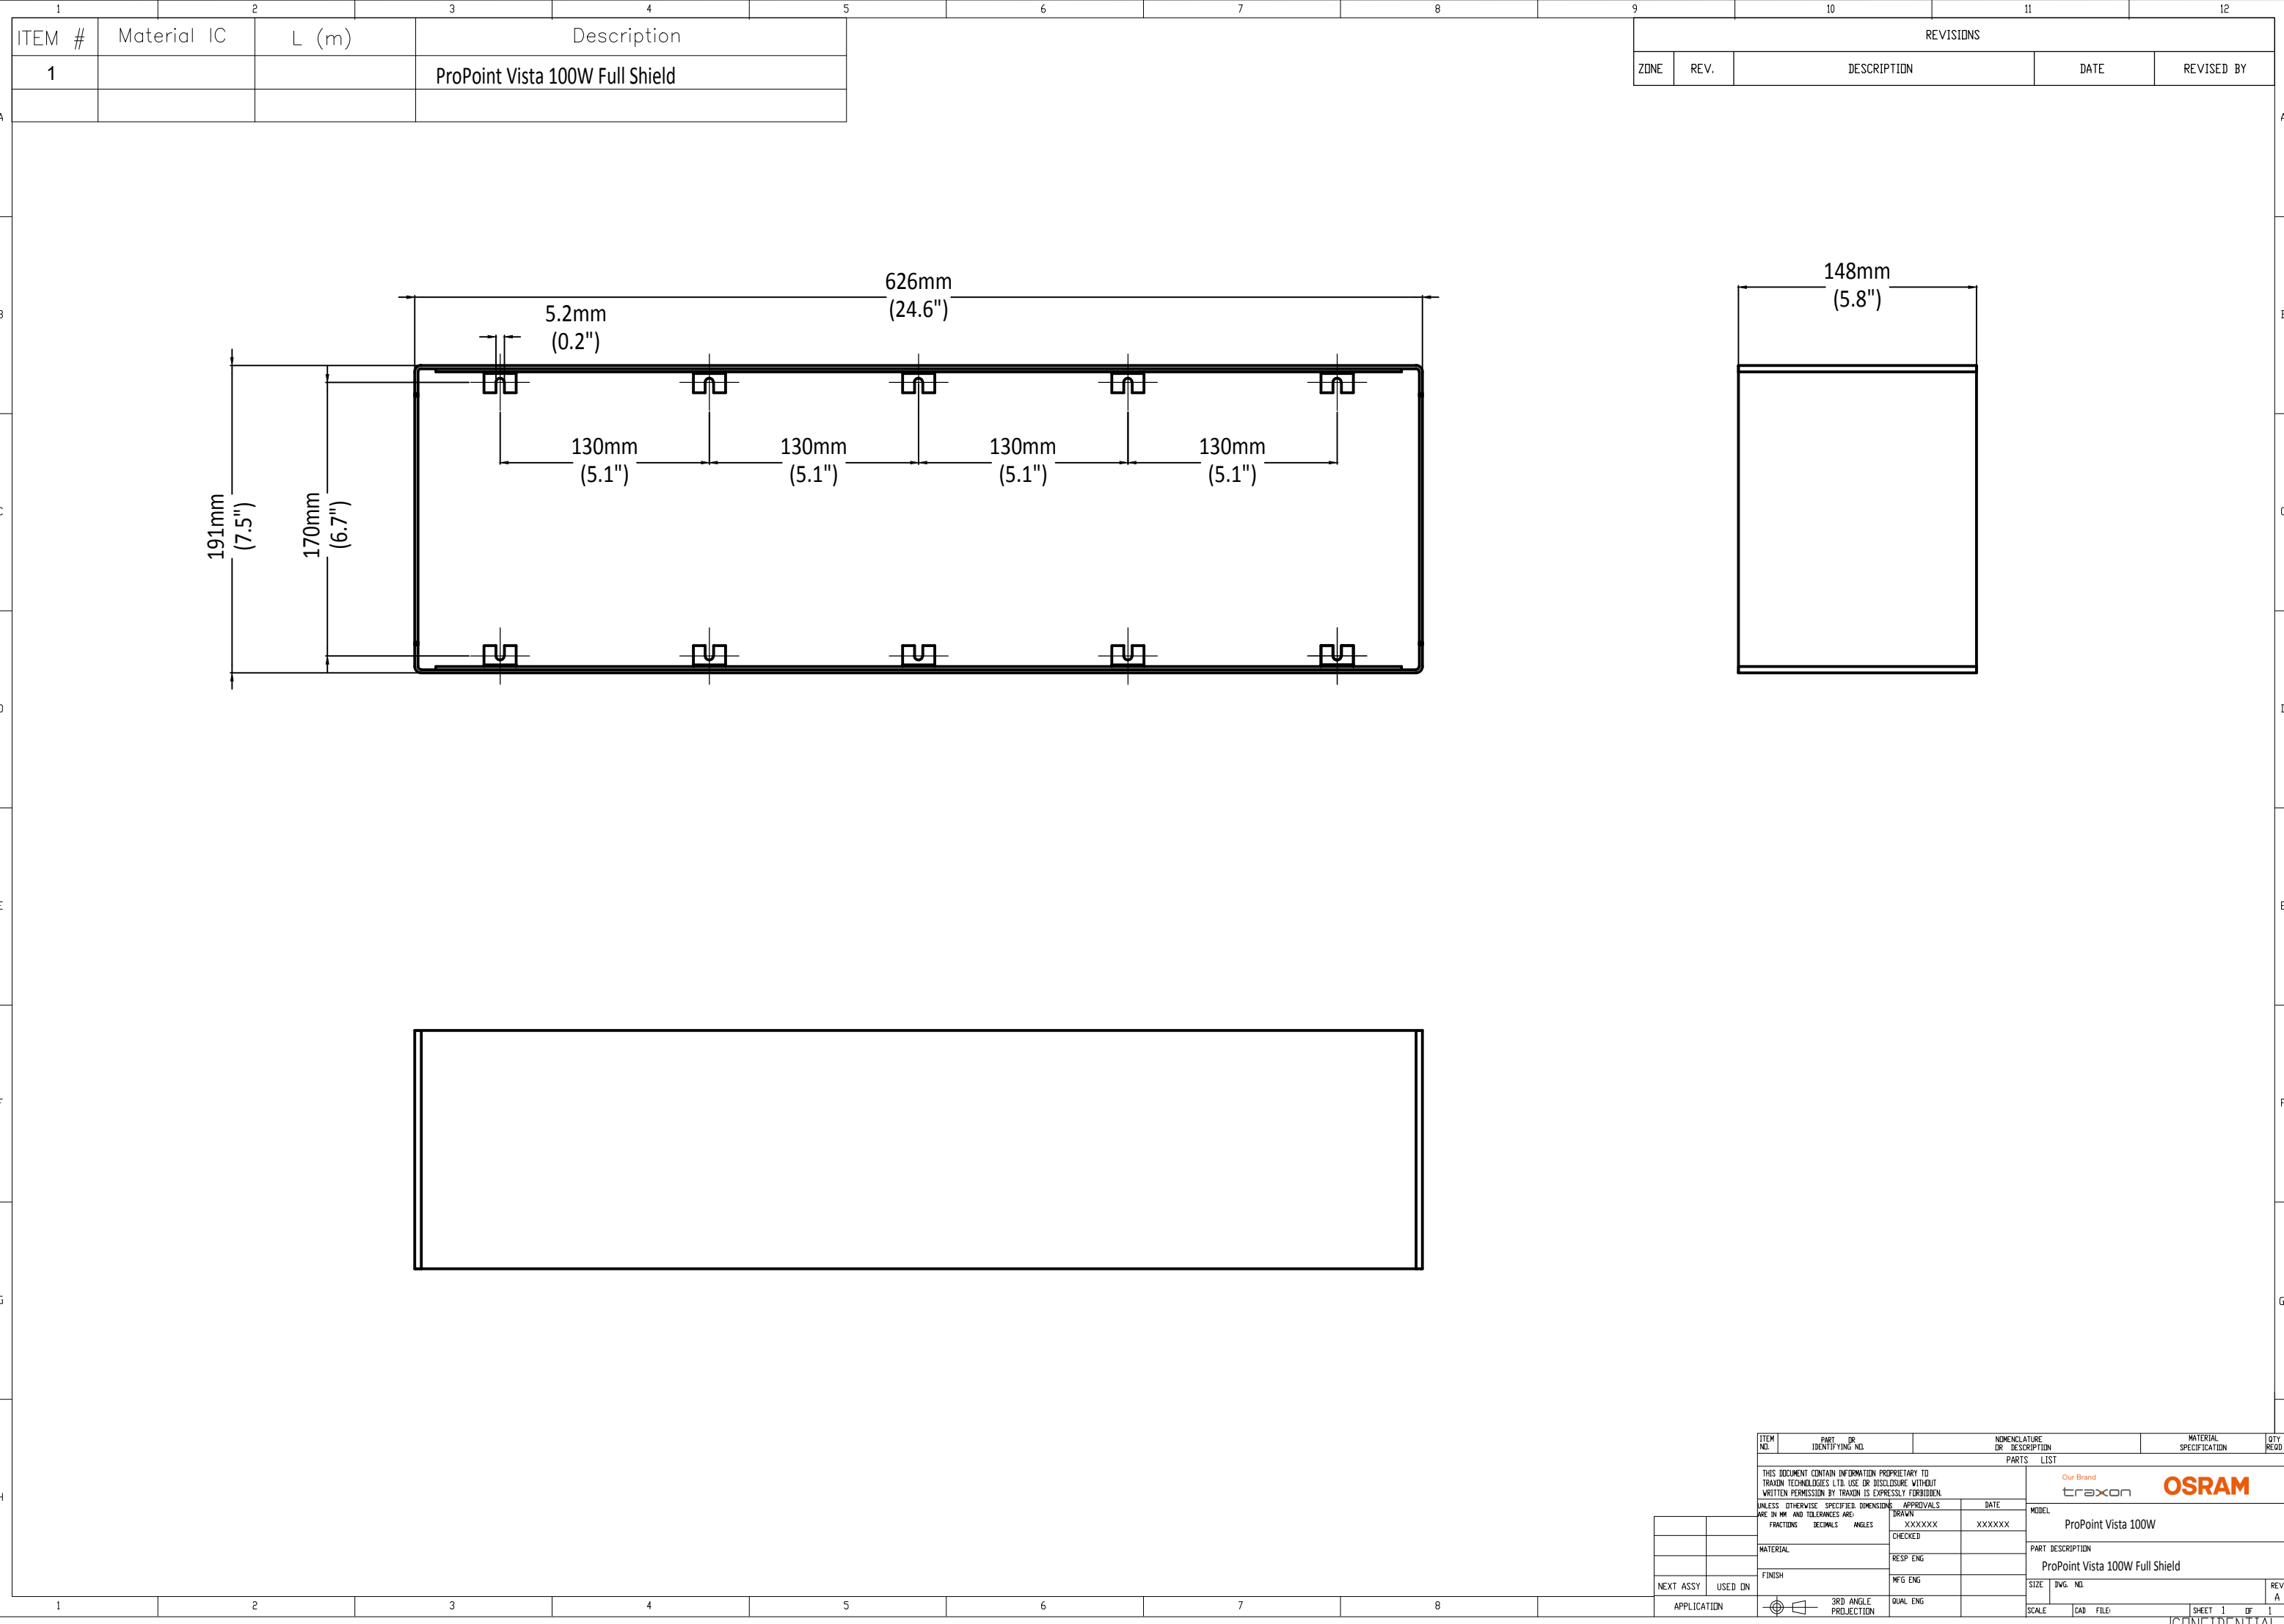 1 2 3 4 5 6 7 8 9 10 11 12
ITEM # Material IC L (m) Description
1 ProPoint Vista 100W Full Shield
REVISIONS
ZONE REV. DESCRIPTION DATE REVISED BY
A A
B
C C
D
E E
F F
G G
H H
626mm
(24.6")
5.2mm
(0.2")
148mm
(5.8")
130mm 130mm 130mm 130mm
(5.1") (5.1") (5.1") (5.1")
191mm
(7.5")
170mm
(6.7")
ITEM NO. PART OR IDENTIFYING NO. NOMENCLATURE OR DESCRIPTION MATERIAL SPECIFICATION QTY REQD
PARTS LIST
THIS DOCUMENT CONTAIN INFORMATION PROPRIETARY TO
TRAXON TECHNOLOGIES LTD. USE OR DISCLOSURE WITHOUT
WRITTEN PERMISSION BY TRAXON IS EXPRESSLY FORBIDDEN.
Our Brand
traxon OSRAM
UNLESS OTHERWISE SPECIFIED. DIMENSIONS
ARE IN MM AND TOLERANCES ARE:
FRACTIONS DECIMALS ANGLES
APPROVALS DATE
DRAWN
XXXXXX XXXXXX
CHECKED
RESP ENG
MFG ENG
QUAL ENG
MATERIAL
FINISH
3RD ANGLE
PROJECTION
NEXT ASSY USED ON
APPLICATION
MODEL
ProPoint Vista 100W
PART DESCRIPTION
ProPoint Vista 100W Full Shield
SIZE DWG. NO. REV
A
SCALE CAD FILE: SHEET 1 OF 1
CONFIDENTIAL
1 2 3 4 5 6 7 8